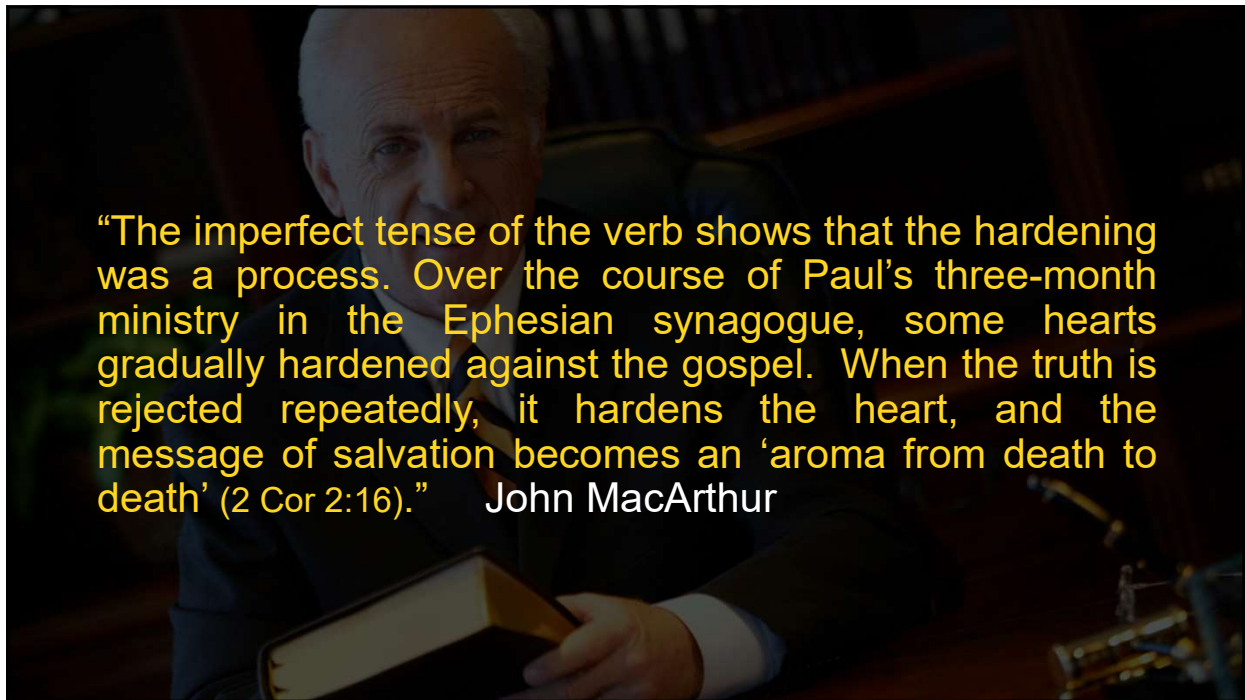 “The imperfect tense of the verb shows that the hardening
was a process. Over the course of Paul’s three-month
ministry in the Ephesian synagogue, some hearts
gradually hardened against the gospel.  When the truth is
rejected repeatedly, it hardens the heart, and the
message of salvation becomes an ‘aroma from death to
death’ (2 Cor 2:16).” John MacArthur